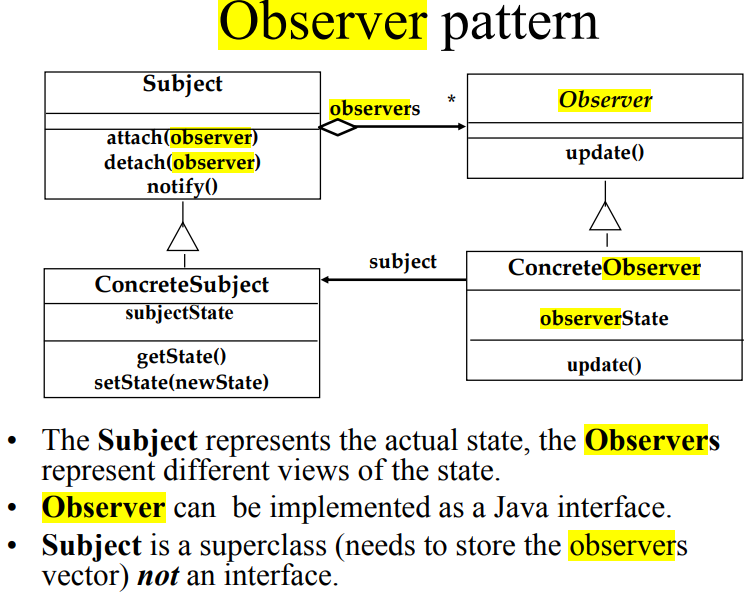 Observer pattern
Subject
observers
*
Observer
attach(observer)
detach(observer)
notify()
update()
subject
ConcreteSubject
subjectState
getState()
setState(newState)
ConcreteObserver
observerState
update()
• The Subject represents the actual state, the Observers
represent different views of the state.
• Observer can be implemented as a Java interface.
• Subject is a superclass (needs to store the observers
vector) not an interface.